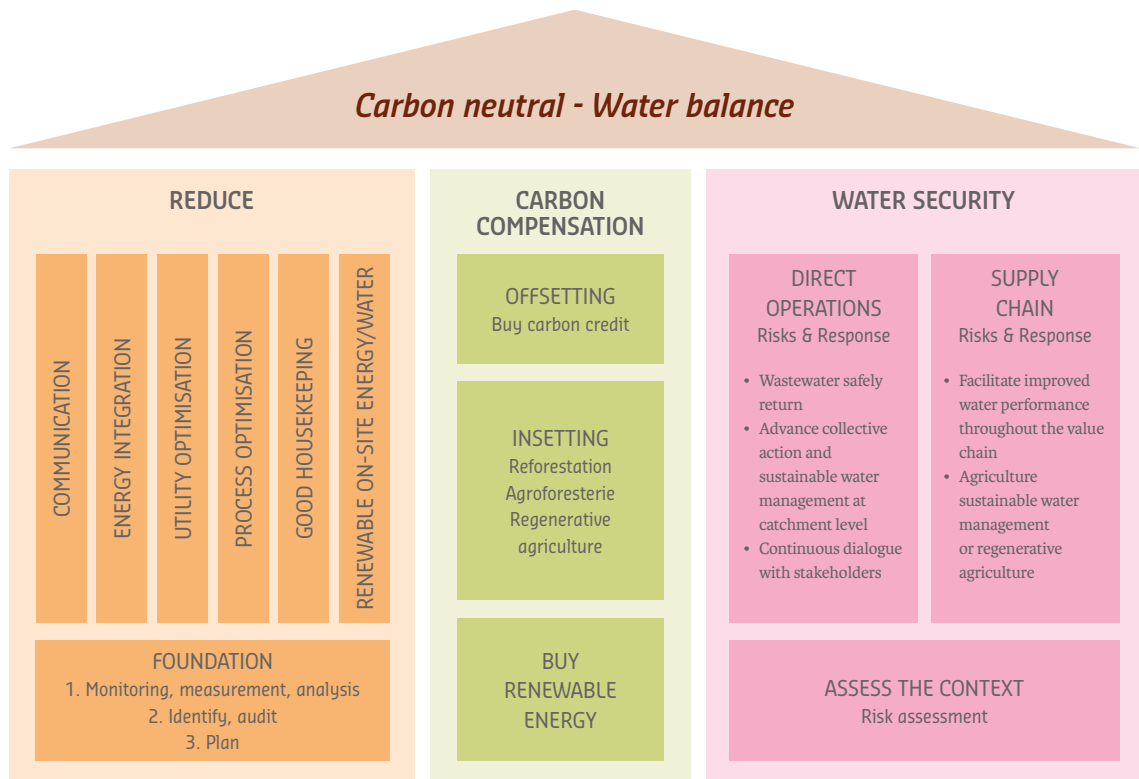 Carbon neutral - Water balance
REDUCE
COMMUNICATION
ENERGY INTEGRATION
UTILITY OPTIMISATION
PROCESS OPTIMISATION
GOOD HOUSEKEEPING
RENEWABLE ON-SITE ENERGY/WATER
FOUNDATION
1. Monitoring, measurement, analysis
2. Identify, audit
3. Plan
CARBON
COMPENSATION
OFFSETTING
Buy carbon credit
INSETTING
Reforestation
Agroforesterie
Regenerative
agriculture
BUY
RENEWABLE
ENERGY
WATER SECURITY
DIRECT
OPERATIONS
Risks & Response
• Wastewater safely
return
• Advance collective
action and
sustainable water
management at
catchment level
• Continuous dialogue
with stakeholders
SUPPLY
CHAIN
Risks & Response
• Facilitate improved
water performance
throughout the value
chain
• Agriculture
sustainable water
management
or regenerative
agriculture
ASSESS THE CONTEXT
Risk assessment